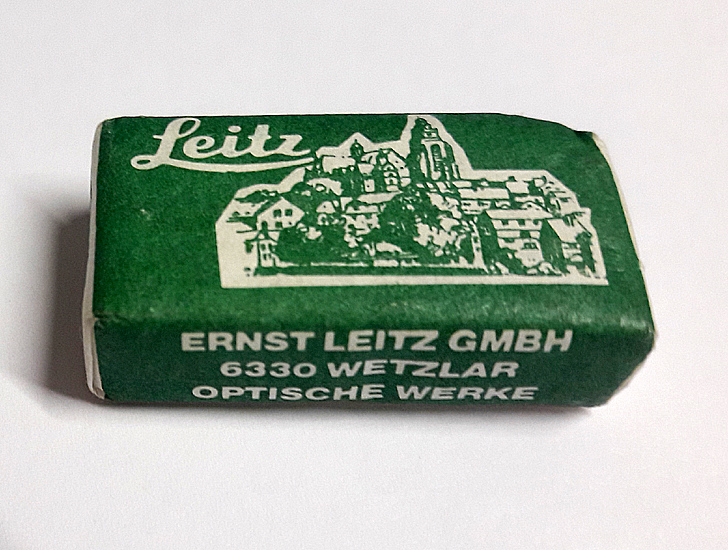 Leitz
ERNST LEITZ GMBH
6330 WETZLAR
OPTISCHE WERKE